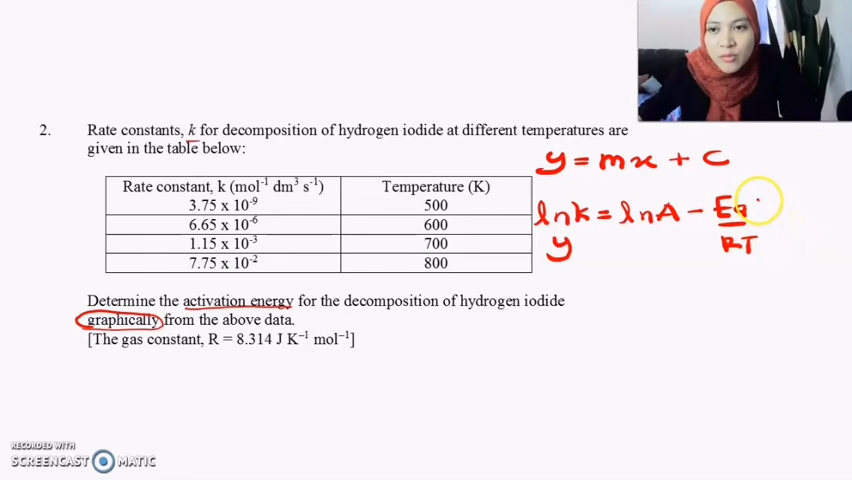 2. Rate constants, k for decomposition of hydrogen iodide at different temperatures are
given in the table below:
Rate constant, k (mol⁻¹ dm³ s⁻¹) Temperature (K)
3.75 x 10⁻⁹ 500
6.65 x 10⁻⁶ 600
1.15 x 10⁻³ 700
7.75 x 10⁻² 800
Determine the activation energy for the decomposition of hydrogen iodide
graphically from the above data.
[The gas constant, R = 8.314 J K⁻¹ mol⁻¹]
y = mx + c
lnk = lnA - Ea
RT
y
RECORDED WITH
SCREENCAST MATIC